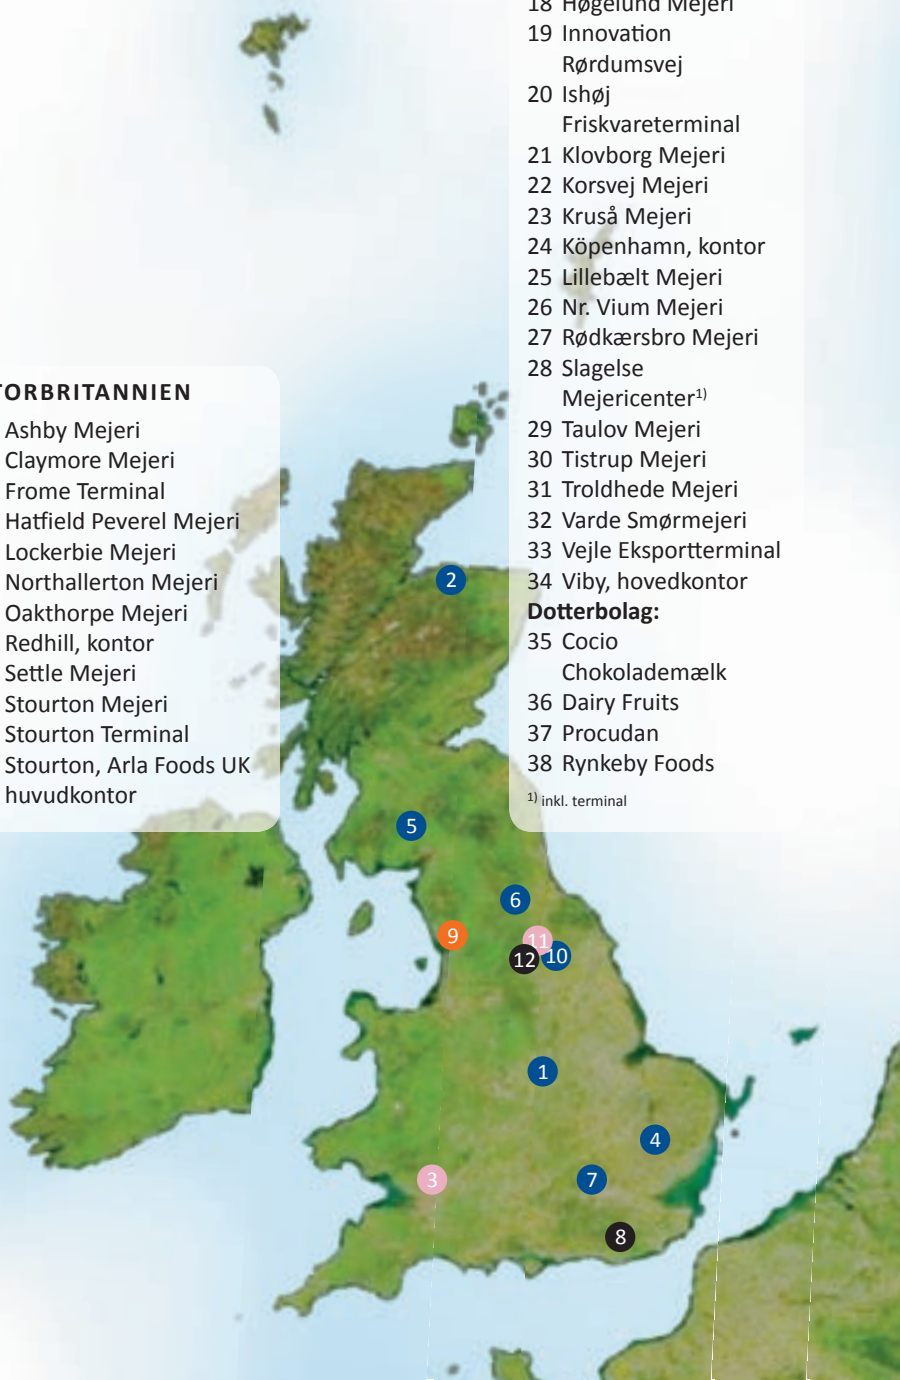 18 Høgelund Mejeri
19 Innovation
Rørdumsvej
20 Ishøj
Friskvareterminal
21 Klovborg Mejeri
22 Korsvej Mejeri
23 Kruså Mejeri
24 Köpenhamn, kontor
25 Lillebælt Mejeri
26 Nr. Vium Mejeri
27 Rødkærsbro Mejeri
28 Slagelse
Mejericenter1)
29 Taulov Mejeri
30 Tistrup Mejeri
31 Troldhede Mejeri
32 Varde Smørmejeri
33 Vejle Eksportterminal
34 Viby, hovedkontor
Dotterbolag:
35 Cocio
Chokolademælk
36 Dairy Fruits
37 Procudan
38 Rynkeby Foods
1) inkl. terminal
TORBRITANNIEN
Ashby Mejeri
Claymore Mejeri
Frome Terminal
Hatfield Peverel Mejeri
Lockerbie Mejeri
Northallerton Mejeri
Oakthorpe Mejeri
Redhill, kontor
Settle Mejeri
Stourton Mejeri
Stourton Terminal
Stourton, Arla Foods UK
huvudkontor
2
5
6
9
11
12
10
1
4
3
7
8